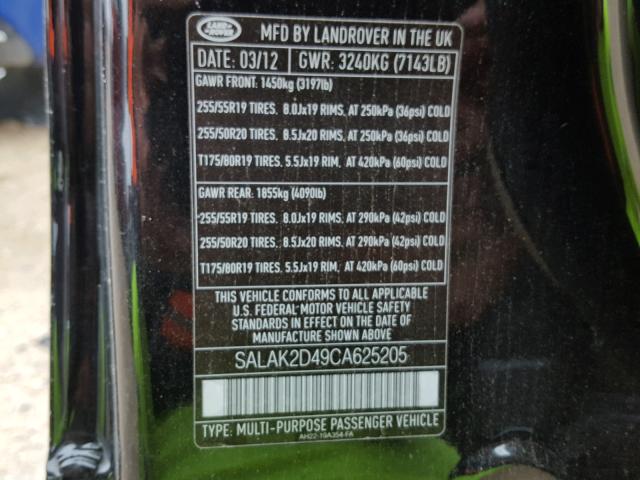 LAND ROVER
MFD BY LANDROVER IN THE UK
DATE: 03/12 GWR: 3240KG (7143LB)
GAWR FRONT: 1450kg (3197lb)
255/55R19 TIRES. 8.0Jx19 RIMS, AT 250kPa (36psi) COLD
255/50R20 TIRES. 8.5Jx20 RIMS, AT 250kPa (36psi) COLD
T175/80R19 TIRES. 5.5Jx19 RIM, AT 420kPa (60psi) COLD
GAWR REAR: 1855kg (4090lb)
255/55R19 TIRES. 8.0Jx19 RIMS, AT 290kPa (42psi) COLD
255/50R20 TIRES. 8.5Jx20 RIMS, AT 290kPa (42psi) COLD
T175/80R19 TIRES. 5.5Jx19 RIM, AT 420kPa (60psi) COLD
THIS VEHICLE CONFORMS TO ALL APPLICABLE
U.S. FEDERAL MOTOR VEHICLE SAFETY
STANDARDS IN EFFECT ON THE DATE OF
MANUFACTURE SHOWN ABOVE
SALAK2D49CA625205
TYPE: MULTI-PURPOSE PASSENGER VEHICLE
AH22-19A354-FA